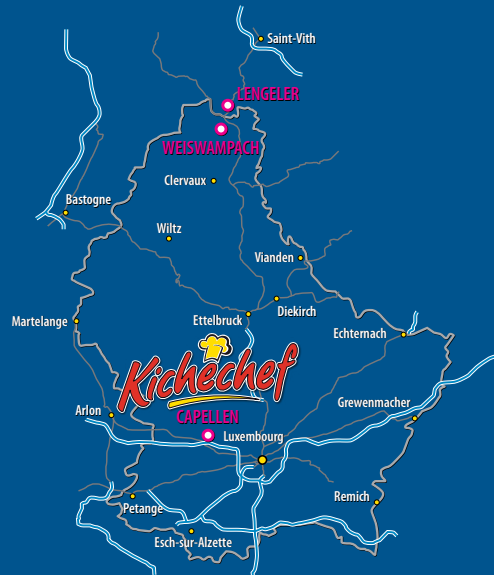 Saint-Vith
LENGELER
WEISWAMPACH
Clervaux
Bastogne
Wiltz
Vianden
Diekirch
Martelange
Ettelbruck
Echternach
Kichechef
Grewenmacher
Arlon
CAPELLEN
Luxembourg
Remich
Petange
Esch-sur-Alzette